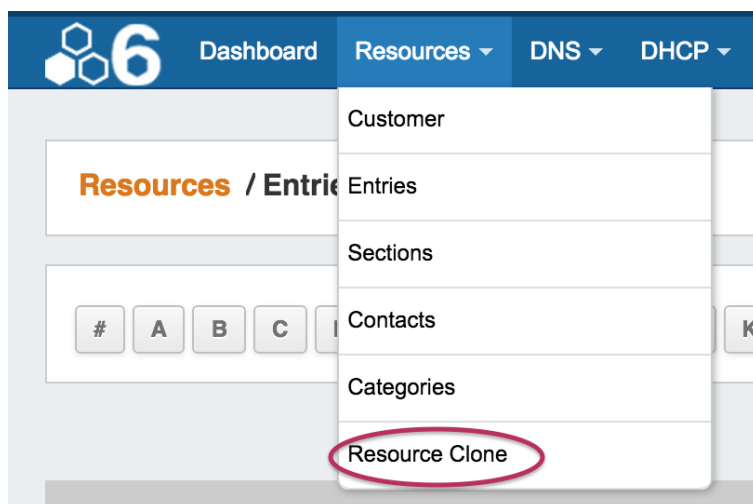 6 Dashboard Resources DNS DHCP
Customer
Resources / Entrie
Entries
Sections
# A B C
Contacts
K
Categories
Resource Clone